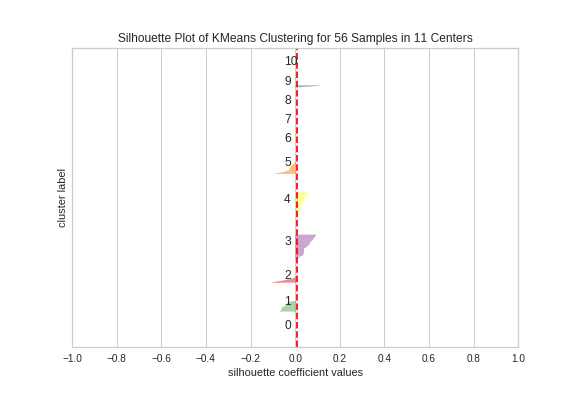 Silhouette Plot of KMeans Clustering for 56 Samples in 11 Centers
10
9
8
7
6
5
4
3
2
1
0
cluster label
−1.0 −0.8 −0.6 −0.4 −0.2 0.0 0.2 0.4 0.6 0.8 1.0
silhouette coefficient values